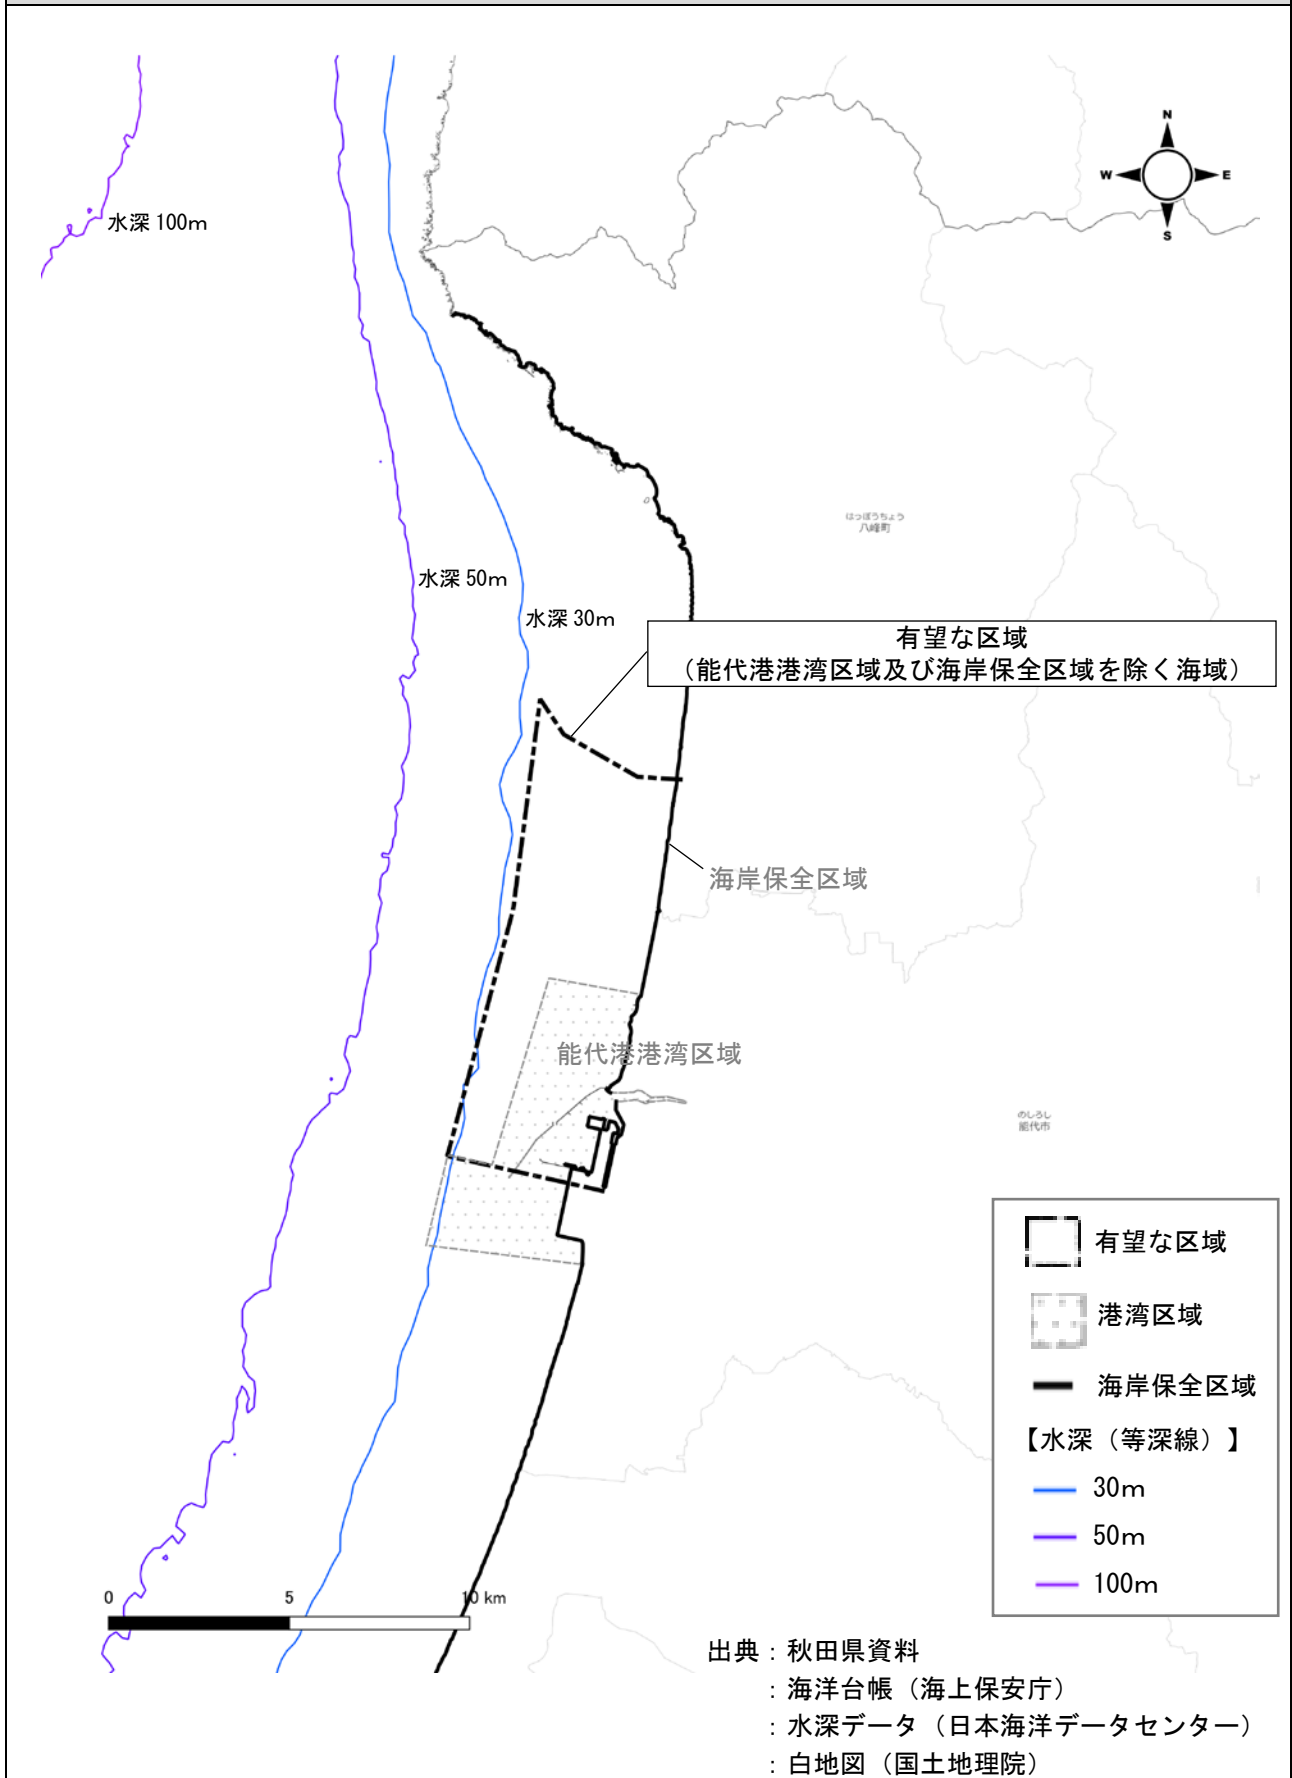 N
W E
S
水深 100m
はっぽうちょう
八峰町
水深 50m
水深 30m
有望な区域
（能代港港湾区域及び海岸保全区域を除く海域）
海岸保全区域
能代港港湾区域
のしろし
能代市
有望な区域
港湾区域
海岸保全区域
【水深（等深線）】
30m
50m
100m
0 5 10 km
出典：秋田県資料
：海洋台帳（海上保安庁）
：水深データ（日本海洋データセンター）
：白地図（国土地理院）